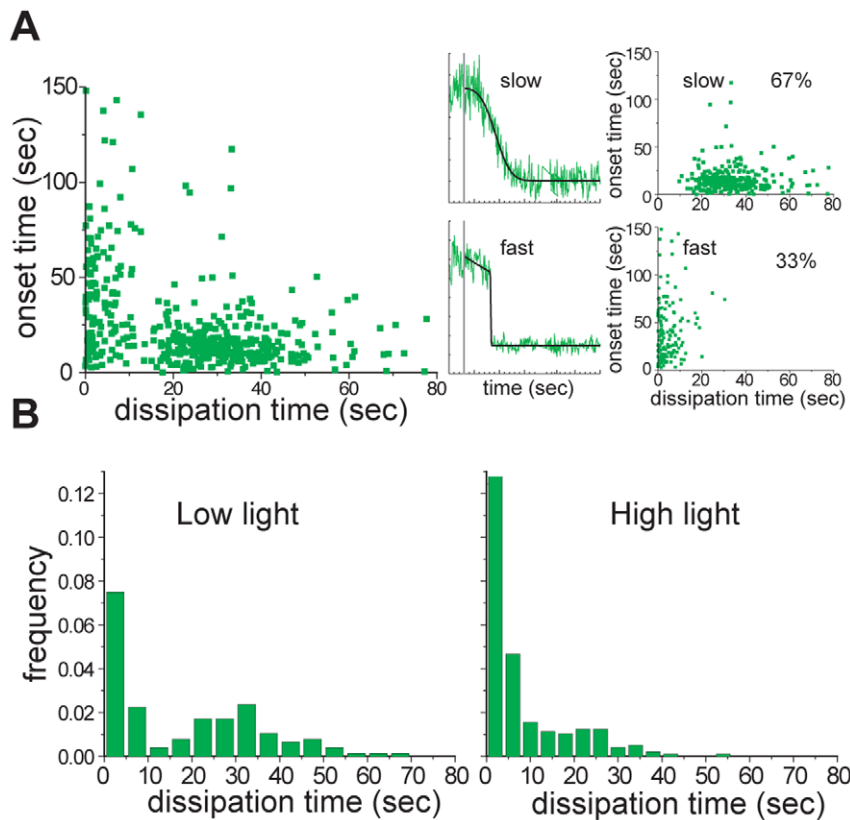 A
onset time (sec)
150
100
50
0
0 20 40 60 80
dissipation time (sec)
slow
fast
time (sec)
onset time (sec)
150
100
50
0
slow 67%
0 20 40 60 80
onset time (sec)
150
100
50
0
fast
33%
0 20 40 60 80
dissipation time (sec)
B
frequency
0.12
0.10
0.08
0.06
0.04
0.02
0.00
Low light
0 10 20 30 40 50 60 70 80
dissipation time (sec)
High light
0 10 20 30 40 50 60 70 80
dissipation time (sec)